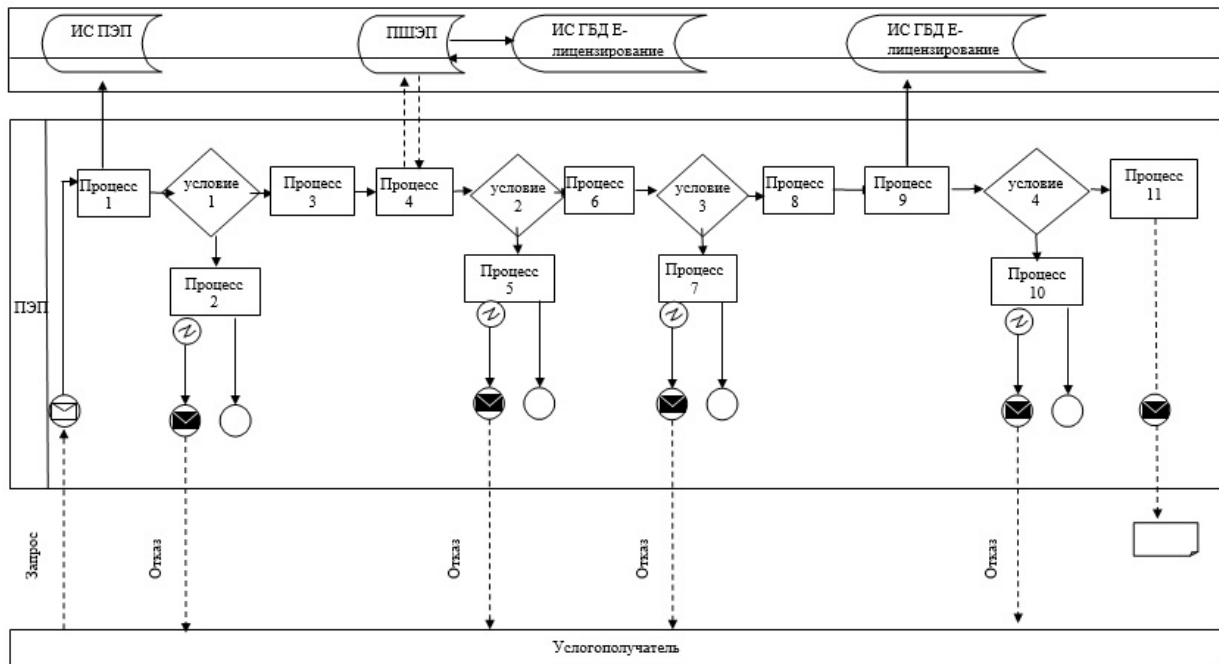 ИС ПЭП
ПШЭП
ИС ГБД Е-
лицензирование
ИС ГБД Е-
лицензирование
ПЭП
Процесс
1
условие
1
Процесс
3
Процесс
4
условие
2
Процесс
6
условие
3
Процесс
8
Процесс
9
условие
4
Процесс
11
Процесс
2
Процесс
5
Процесс
7
Процесс
10
Запрос
Отказ
Отказ
Отказ
Отказ
Услогополучатель